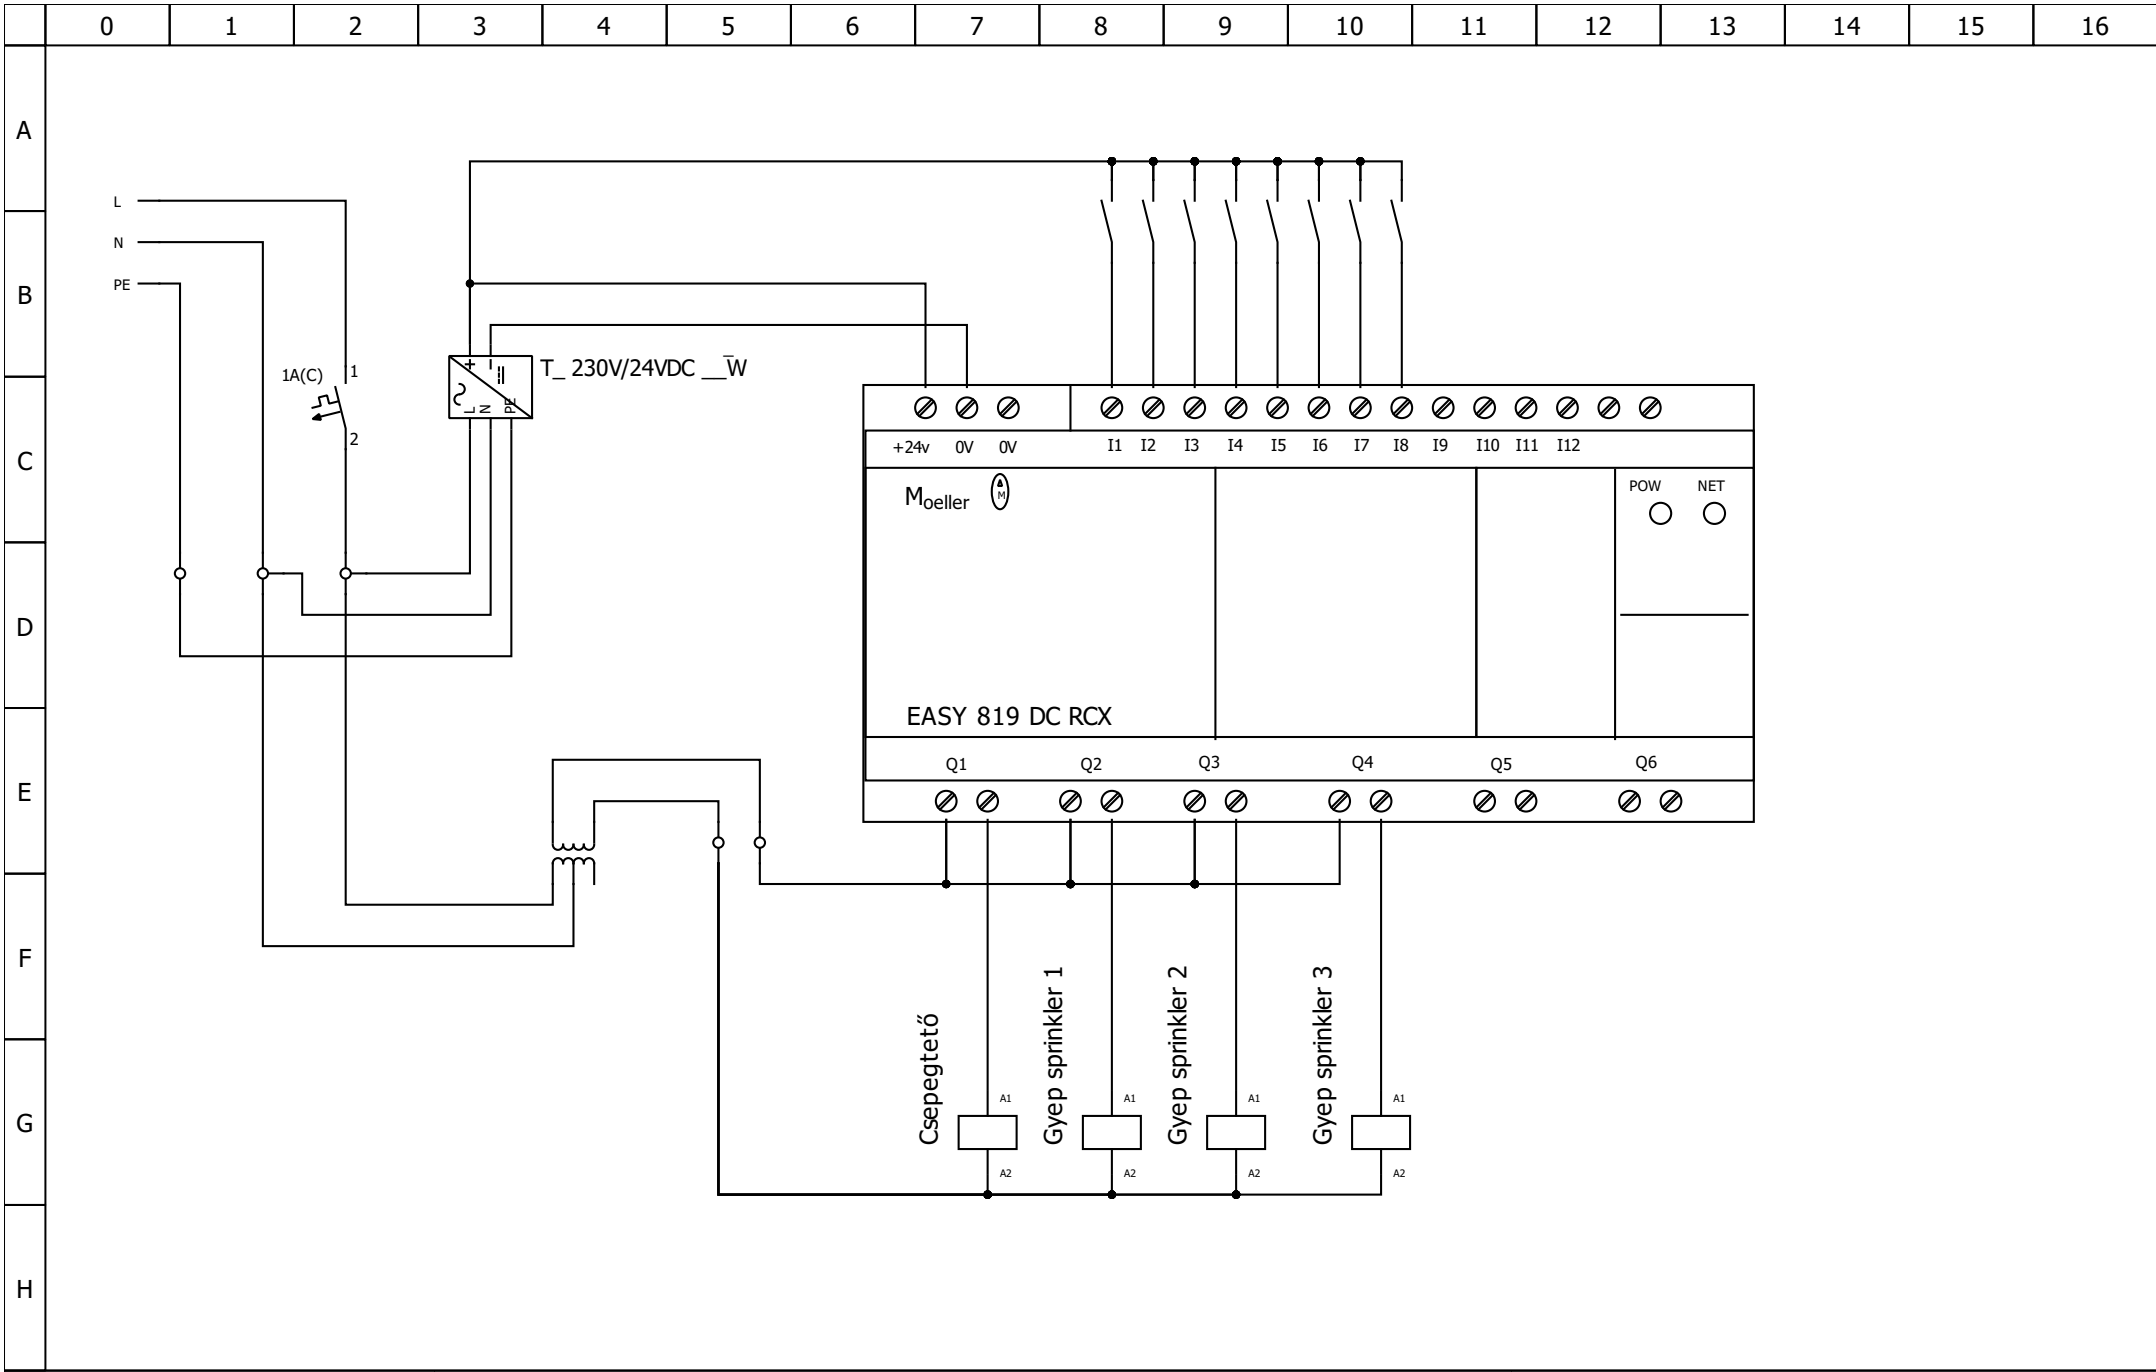 0 1 2 3 4 5 6 7 8 9 10 11 12 13 14 15 16
A
L
N
B
PE
1A(C)
1
2
+ -
L N PE
T_ 230V/24VDC __W
C
+24v 0V 0V I1 I2 I3 I4 I5 I6 I7 I8 I9 I10 I11 I12
Moeller M
POW NET
D
EASY 819 DC RCX
E
Q1 Q2 Q3 Q4 Q5 Q6
F
Csepegtető
Gyep sprinkler 1
Gyep sprinkler 2
Gyep sprinkler 3
G
A1 A1 A1 A1
A2 A2 A2 A2
H